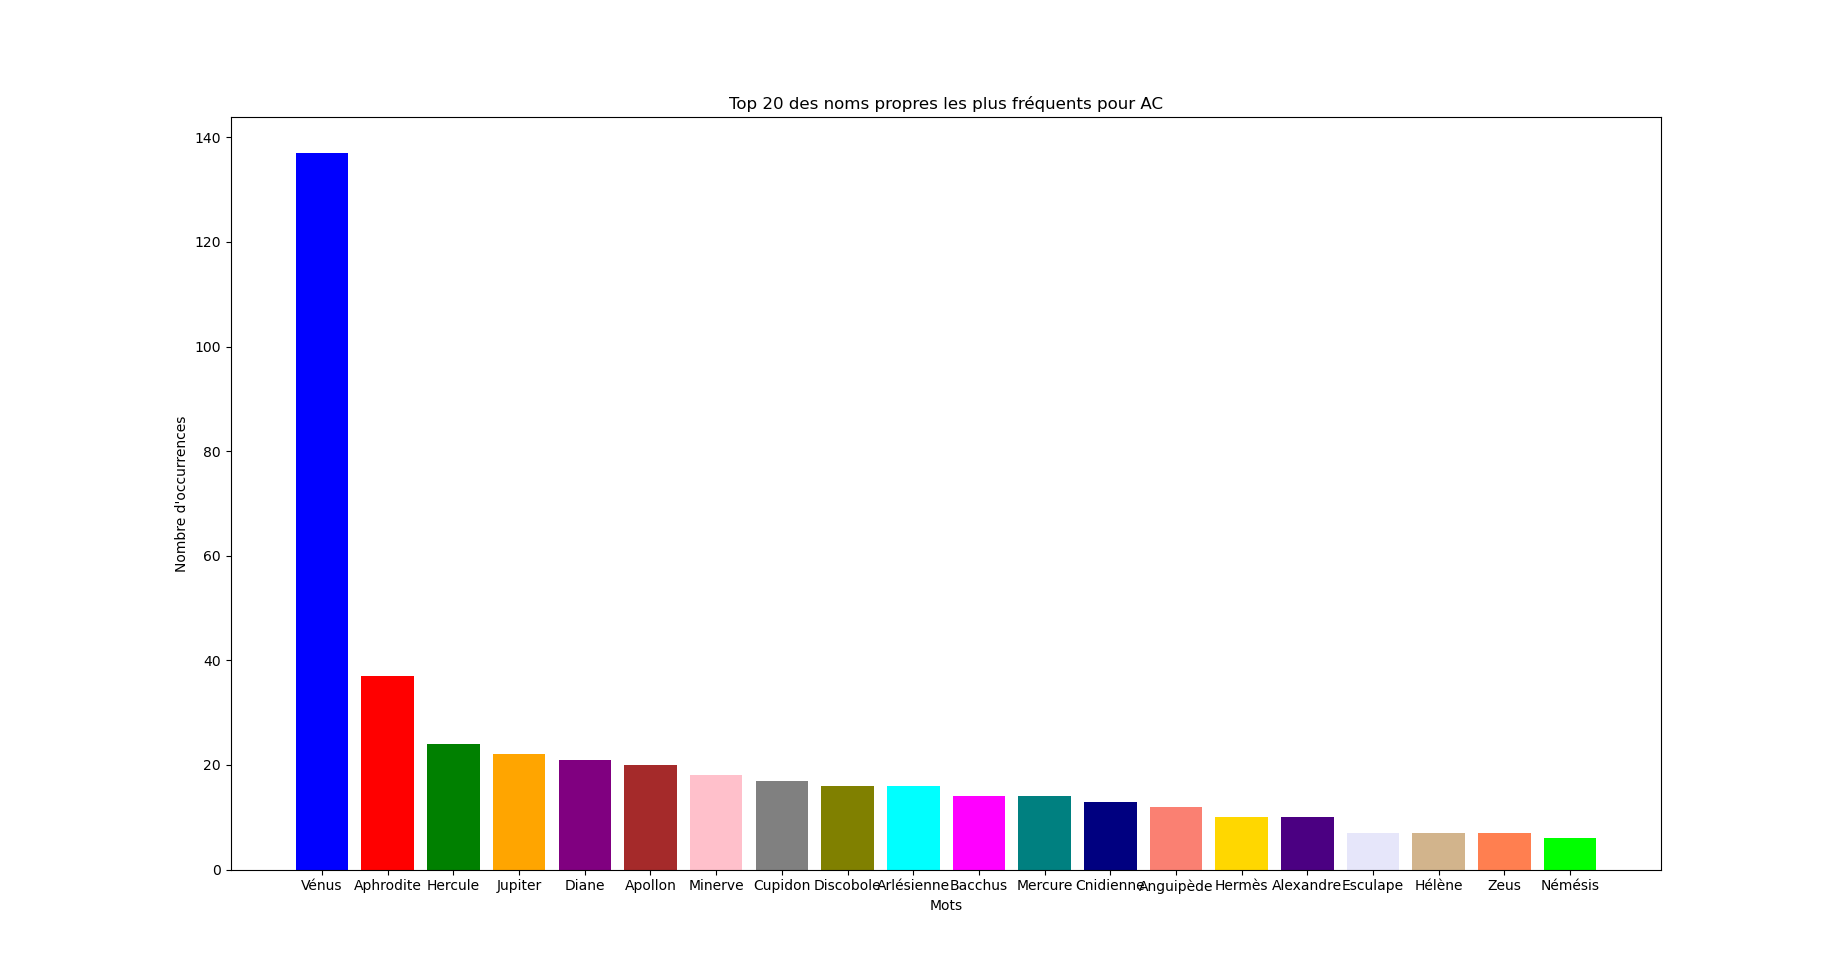 Top 20 des noms propres les plus fréquents pour AC
140
120
100
80
60
40
20
0
Nombre d'occurrences
Vénus Aphrodite Hercule Jupiter Diane Apollon Minerve Cupidon Discobole Arlésienne Bacchus Mercure Cnidienne Anguipède Hermès Alexandre Esculape Hélène Zeus Némésis
Mots